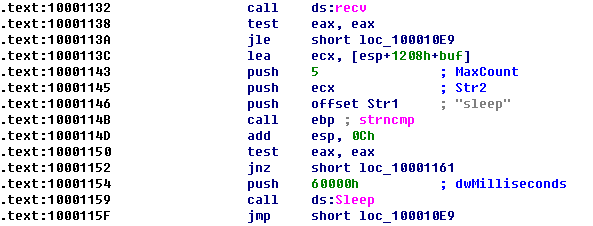 .text:10001132 call ds:recv
.text:10001138 test eax, eax
.text:1000113A jle short loc_100010E9
.text:1000113C lea ecx, [esp+1208h+buf]
.text:10001143 push 5 ; MaxCount
.text:10001145 push ecx ; Str2
.text:10001146 push offset Str1 ; "sleep"
.text:1000114B call ebp ; strncmp
.text:1000114D add esp, 0Ch
.text:10001150 test eax, eax
.text:10001152 jnz short loc_10001161
.text:10001154 push 60000h ; dwMilliseconds
.text:10001159 call ds:Sleep
.text:1000115F jmp short loc_100010E9